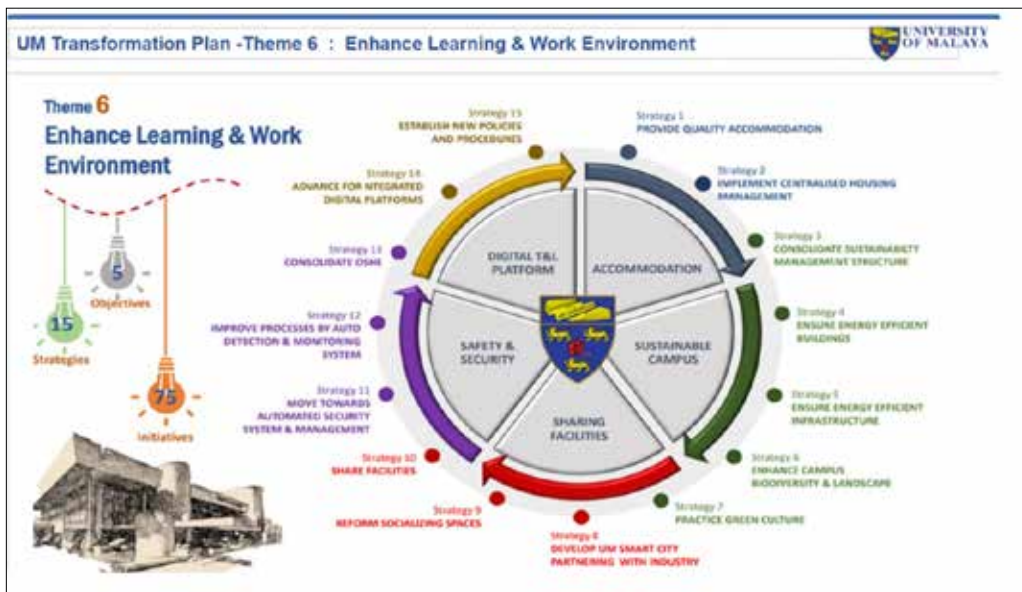 UM Transformation Plan -Theme 6 : Enhance Learning & Work Environment
UNIVERSITY
OF MALAYA
Theme 6
Enhance Learning & Work
Environment
5
Objectives
15
Strategies
75
Initiatives
Strategy 1
PROVIDE QUALITY ACCOMMODATION
Strategy 2
IMPLEMENT CENTRALISED HOUSING
MANAGEMENT
Strategy 3
CONSOLIDATE SUSTAINABILTY
MANAGEMENT STRUCTURE
Strategy 4
ENSURE ENERGY EFFICIENT
BUILDINGS
Strategy 5
ENSURE ENERGY EFFICIENT
INFRASTRUCTURE
Strategy 6
ENHANCE CAMPUS
BIODIVERSITY & LANDSCAPE
Strategy 7
PRACTICE GREEN CULTURE
Strategy 8
DEVELOP UM SMART CITY
PARTNERING WITH INDUSTRY
Strategy 9
REFORM SOCIALIZING SPACES
Strategy 10
SHARE FACILITIES
Strategy 11
MOVE TOWARDS
AUTOMATED SECURITY
SYSTEM & MANAGEMENT
Strategy 12
IMPROVE PROCESSES BY AUTO
DETECTION & MONITORING
SYSTEM
Strategy 13
CONSOLIDATE OSHE
Strategy 14
ADVANCE FOR NTEGRATED
DIGITAL PLATFORMS
Strategy 15
ESTABLISH NEW POLICIES
AND PROCEDURES
DIGITAL T&L
PLATFORM
ACCOMMODATION
SAFETY &
SECURITY
SUSTAINABLE
CAMPUS
SHARING
FACILITIES